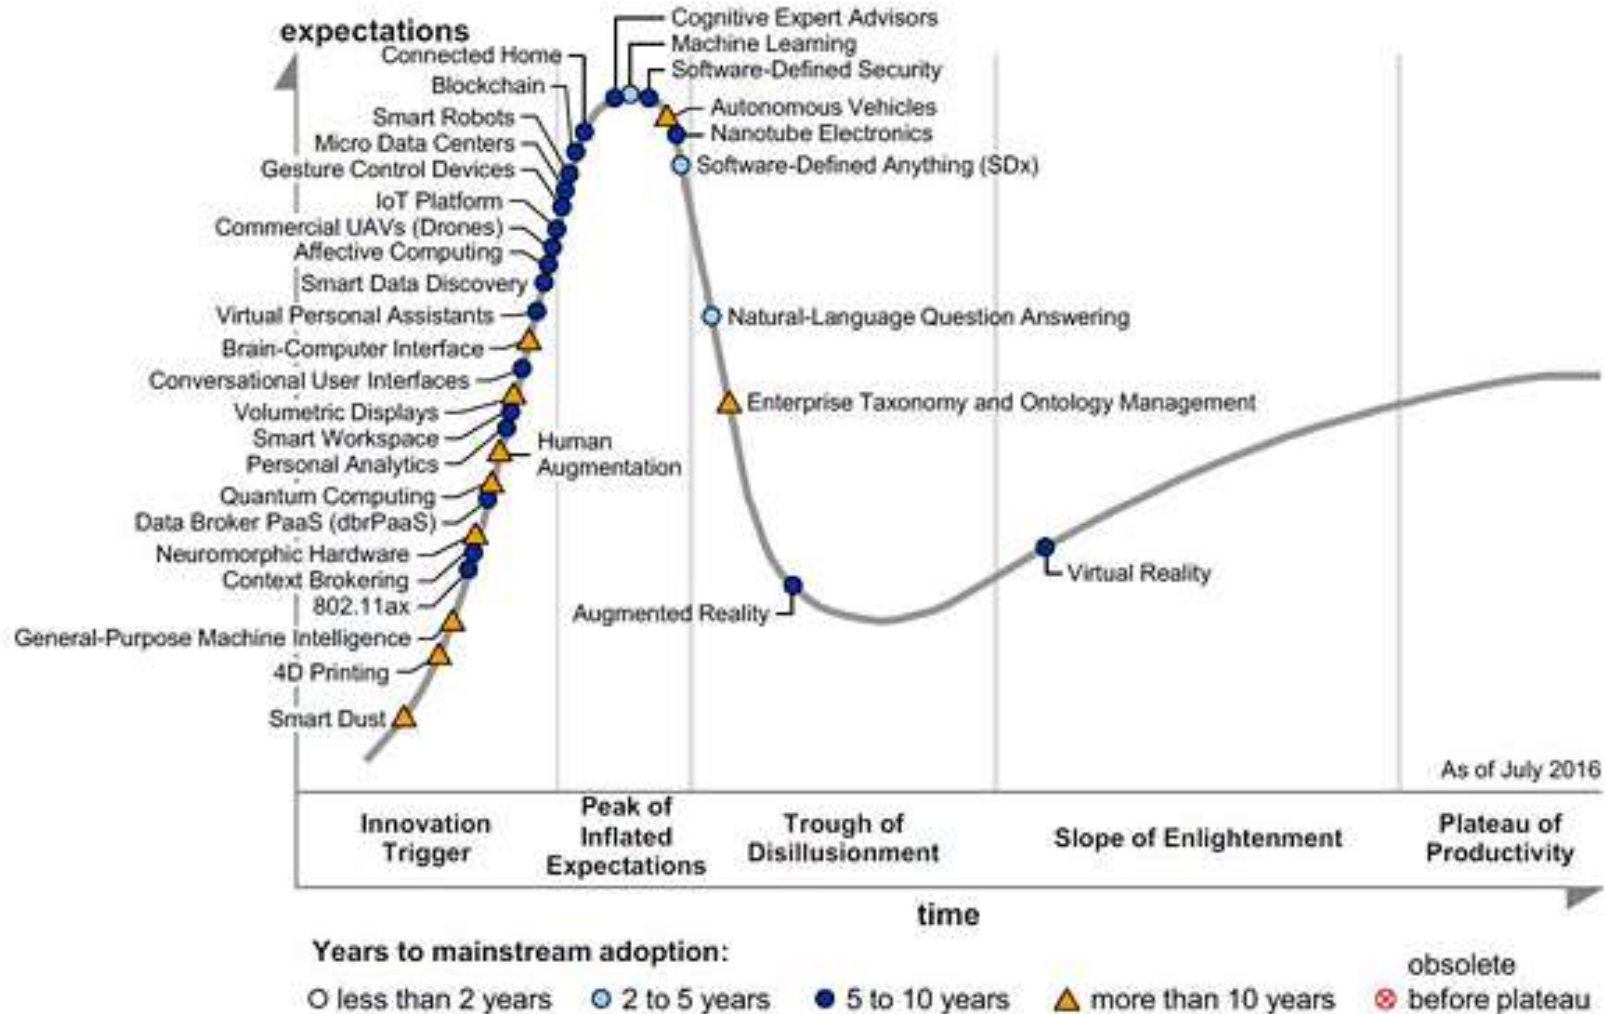 expectations
Cognitive Expert Advisors
Machine Learning
Software-Defined Security
Connected Home
Blockchain
Smart Robots
Micro Data Centers
Gesture Control Devices
IoT Platform
Commercial UAVs (Drones)
Affective Computing
Smart Data Discovery
Virtual Personal Assistants
Brain-Computer Interface
Conversational User Interfaces
Volumetric Displays
Smart Workspace
Personal Analytics
Quantum Computing
Data Broker PaaS (dbrPaaS)
Neuromorphic Hardware
Context Brokering
802.11ax
General-Purpose Machine Intelligence
4D Printing
Smart Dust
Human
Augmentation
Autonomous Vehicles
Nanotube Electronics
Software-Defined Anything (SDx)
Natural-Language Question Answering
Enterprise Taxonomy and Ontology Management
Augmented Reality
Virtual Reality
As of July 2016
Innovation
Trigger
Peak of
Inflated
Expectations
Trough of
Disillusionment
Slope of Enlightenment
Plateau of
Productivity
time
Years to mainstream adoption:
less than 2 years
2 to 5 years
5 to 10 years
more than 10 years
obsolete
before plateau